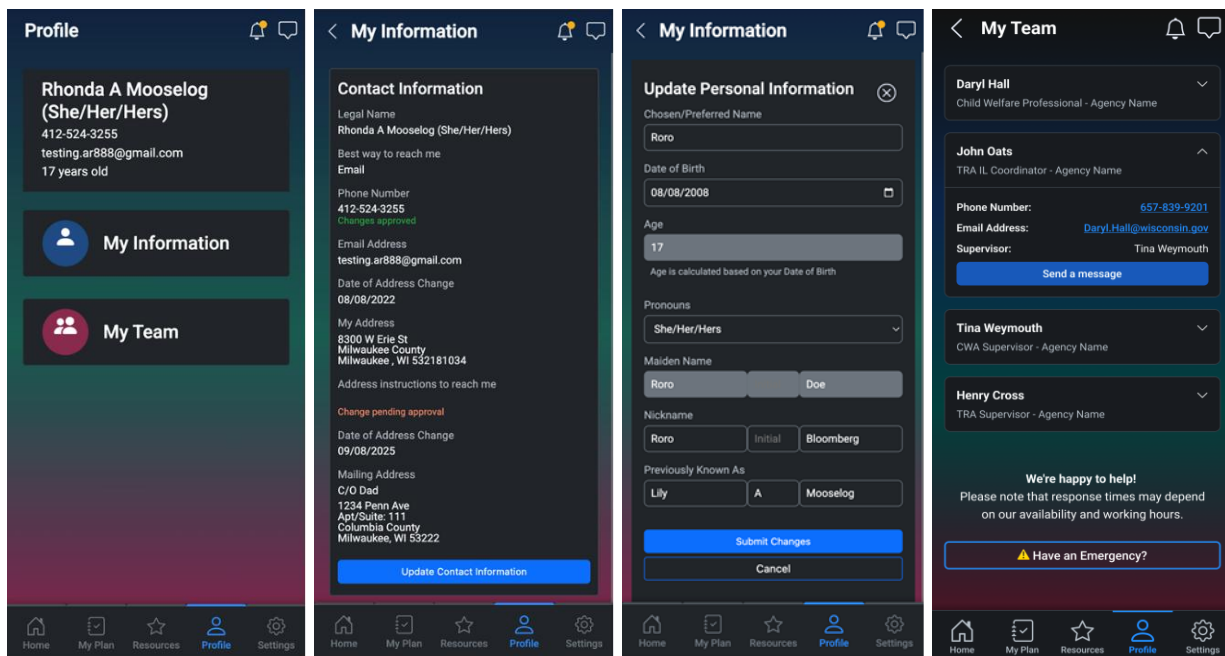 Profile
Rhonda A Mooselog
(She/Her/Hers)
412-524-3255
testing.ar888@gmail.com
17 years old
My Information
My Team
Home My Plan Resources Profile Settings
My Information
Contact Information
Legal Name
Rhonda A Mooselog (She/Her/Hers)
Best way to reach me
Email
Phone Number
412-524-3255
Changes approved
Email Address
testing.ar888@gmail.com
Date of Address Change
08/08/2022
My Address
8300 W Erie St
Milwaukee County
Milwaukee , WI 532181034
Address instructions to reach me
Change pending approval
Date of Address Change
09/08/2025
Mailing Address
C/O Dad
1234 Penn Ave
Apt/Suite: 111
Columbia County
Milwaukee, WI 53222
Update Contact Information
Home My Plan Resources Profile Settings
My Information
Update Personal Information
Chosen/Preferred Name
Roro
Date of Birth
08/08/2008
Age
17
Age is calculated based on your Date of Birth
Pronouns
She/Her/Hers
Maiden Name
Roro Doe
Nickname
Roro Initial Bloomberg
Previously Known As
Lily A Mooselog
Submit Changes
Cancel
Home My Plan Resources Profile Settings
My Team
Daryl Hall
Child Welfare Professional - Agency Name
John Oats
TRA IL Coordinator - Agency Name
Phone Number: 657-839-9201
Email Address: Daryl.Hall@wisconsin.gov
Supervisor: Tina Weymouth
Send a message
Tina Weymouth
CWA Supervisor - Agency Name
Henry Cross
TRA Supervisor - Agency Name
We're happy to help!
Please note that response times may depend
on our availability and working hours.
Have an Emergency?
Home My Plan Resources Profile Settings